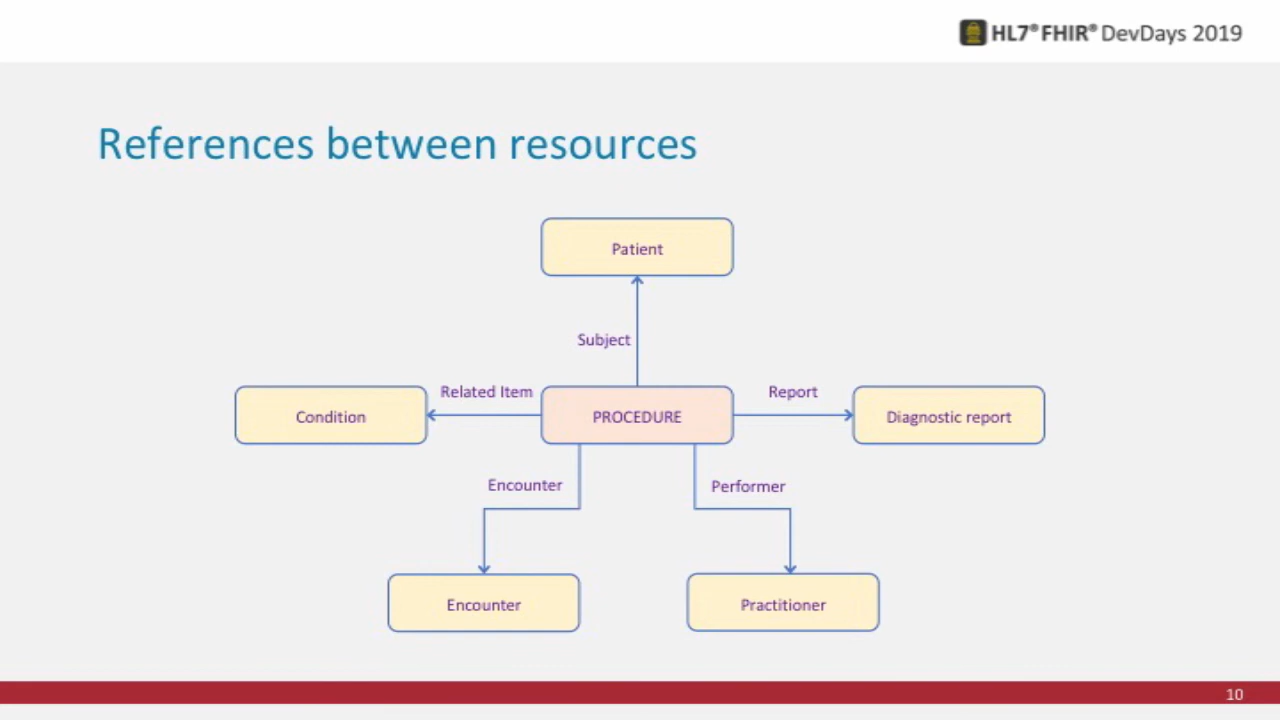 HL7® FHIR® DevDays 2019
References between resources
Patient
Subject
Related Item
Report
Condition
PROCEDURE
Diagnostic report
Encounter
Performer
Encounter
Practitioner
10